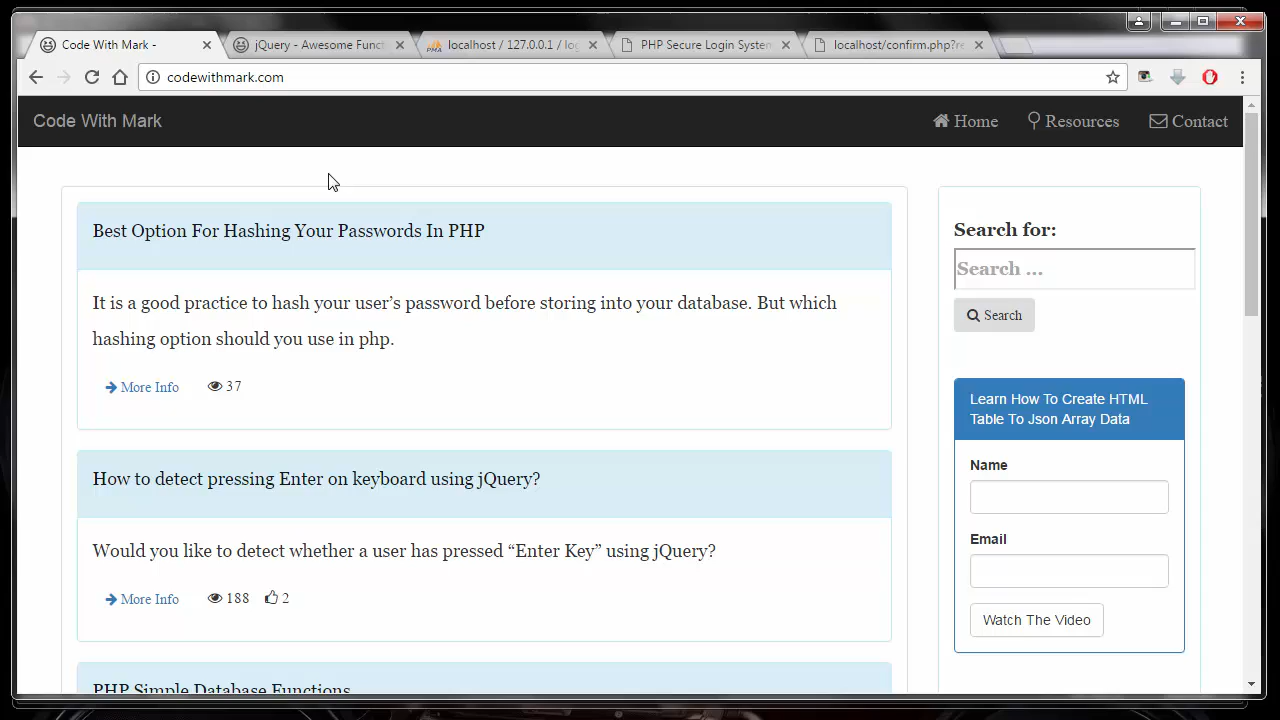 Code With Mark -
jQuery - Awesome Funct
localhost / 127.0.0.1 / log
PHP Secure Login System
localhost/confirm.php?re
codewithmark.com
Code With Mark
Home
Resources
Contact
Best Option For Hashing Your Passwords In PHP
It is a good practice to hash your user’s password before storing into your database. But which
hashing option should you use in php.
More Info
37
How to detect pressing Enter on keyboard using jQuery?
Would you like to detect whether a user has pressed “Enter Key” using jQuery?
More Info
188
2
PHP Simple Database Functions
Search for:
Search ...
Search
Learn How To Create HTML
Table To Json Array Data
Name
Email
Watch The Video